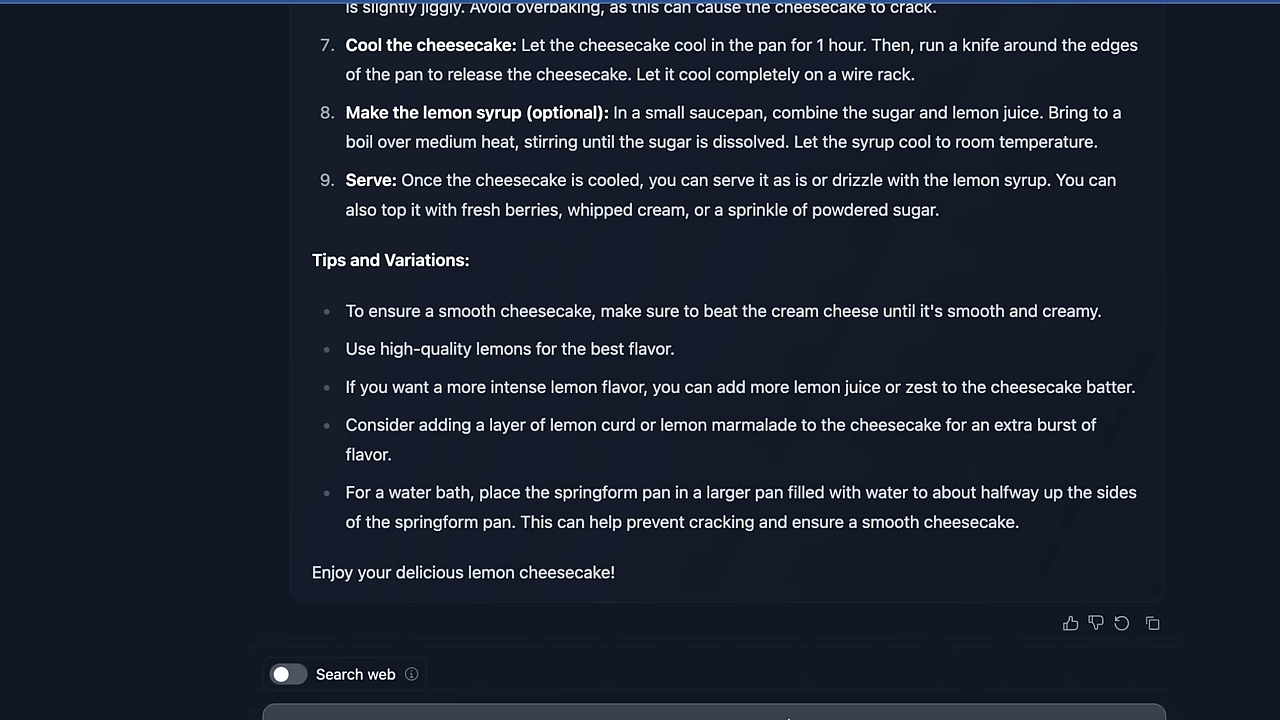 is slightly jiggly. Avoid overbaking, as this can cause the cheesecake to crack.
7. Cool the cheesecake: Let the cheesecake cool in the pan for 1 hour. Then, run a knife around the edges
of the pan to release the cheesecake. Let it cool completely on a wire rack.
8. Make the lemon syrup (optional): In a small saucepan, combine the sugar and lemon juice. Bring to a
boil over medium heat, stirring until the sugar is dissolved. Let the syrup cool to room temperature.
9. Serve: Once the cheesecake is cooled, you can serve it as is or drizzle with the lemon syrup. You can
also top it with fresh berries, whipped cream, or a sprinkle of powdered sugar.
Tips and Variations:
• To ensure a smooth cheesecake, make sure to beat the cream cheese until it's smooth and creamy.
• Use high-quality lemons for the best flavor.
• If you want a more intense lemon flavor, you can add more lemon juice or zest to the cheesecake batter.
• Consider adding a layer of lemon curd or lemon marmalade to the cheesecake for an extra burst of
flavor.
• For a water bath, place the springform pan in a larger pan filled with water to about halfway up the sides
of the springform pan. This can help prevent cracking and ensure a smooth cheesecake.
Enjoy your delicious lemon cheesecake!
Search web